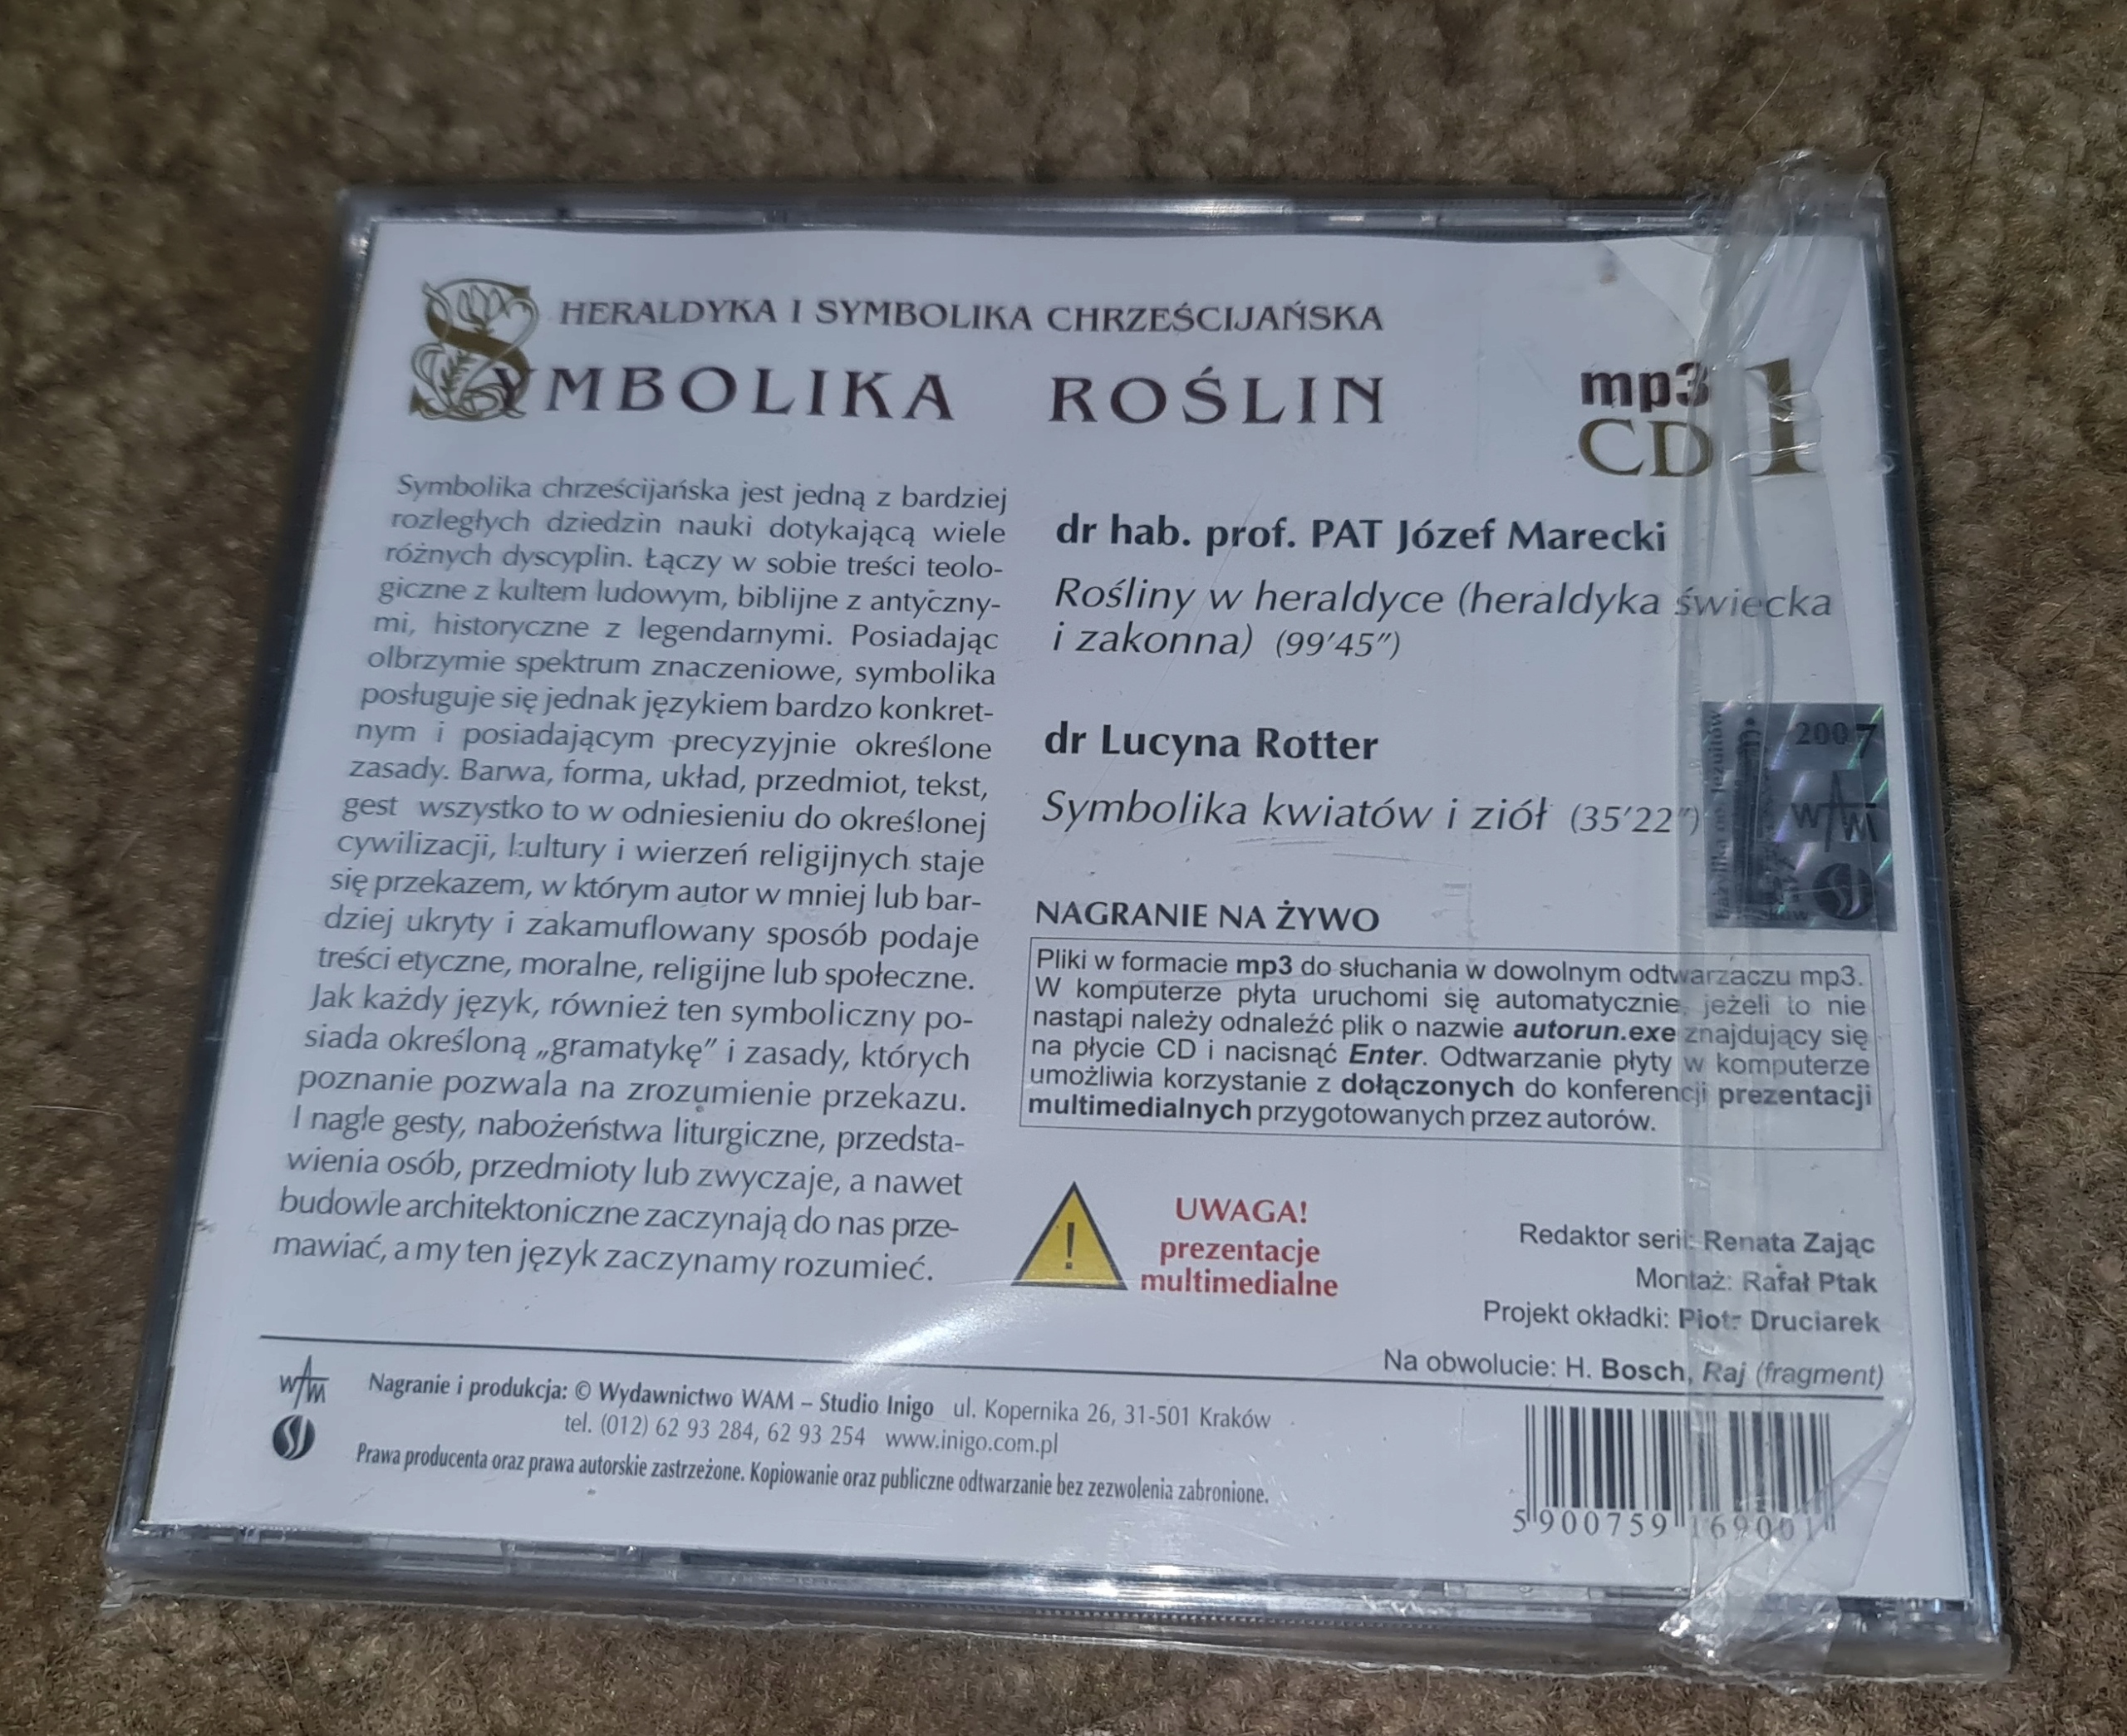 HERALDYKA I SYMBOLIKA CHRZEŚCIJAŃSKA
SYMBOLIKA ROŚLIN
mp3
CD 1
Symbolika chrześcijańska jest jedną z bardziej
rozległych dziedzin nauki dotykającą wiele
różnych dyscyplin. Łączy w sobie treści teolo-
giczne z kultem ludowym, biblijne z antyczny-
mi, historyczne z legendarnymi. Posiadając
olbrzymie spektrum znaczeniowe, symbolika
posługuje się jednak językiem bardzo konkret-
nym i posiadającym precyzyjnie określone
zasady. Barwa, forma, układ, przedmiot, tekst,
gest wszystko to w odniesieniu do określonej
cywilizacji, kultury i wierzeń religijnych staje
się przekazem, w którym autor w mniej lub bar-
dziej ukryty i zakamuflowany sposób podaje
treści etyczne, moralne, religijne lub społeczne.
Jak każdy język, również ten symboliczny po-
siada określoną „gramatykę” i zasady, których
poznanie pozwala na zrozumienie przekazu.
I nagle gesty, nabożeństwa liturgiczne, przedsta-
wienia osób, przedmioty lub zwyczaje, a nawet
budowle architektoniczne zaczynają do nas prze-
mawiać, a my ten język zaczynamy rozumieć.
dr hab. prof. PAT Józef Marecki
Rośliny w heraldyce (heraldyka świecka
i zakonna) (99’45”)
dr Lucyna Rotter
Symbolika kwiatów i ziół (35’22”)
2007
WAM
NAGRANIE NA ŻYWO
Pliki w formacie mp3 do słuchania w dowolnym odtwarzaczu mp3.
W komputerze płyta uruchomi się automatycznie, jeżeli to nie
nastąpi należy odnaleźć plik o nazwie autorun.exe znajdujący się
na płycie CD i nacisnąć Enter. Odtwarzanie płyty w komputerze
umożliwia korzystanie z dołączonych do konferencji prezentacji
multimedialnych przygotowanych przez autorów.
!
UWAGA!
prezentacje
multimedialne
Redaktor serii: Renata Zając
Montaż: Rafał Ptak
Projekt okładki: Piotr Druciarek
Na obwolucie: H. Bosch, Raj (fragment)
WAM
SJ
Nagranie i produkcja: © Wydawnictwo WAM – Studio Inigo ul. Kopernika 26, 31-501 Kraków
tel. (012) 62 93 284, 62 93 254 www.inigo.com.pl
Prawa producenta oraz prawa autorskie zastrzeżone. Kopiowanie oraz publiczne odtwarzanie bez zezwolenia zabronione.
5 900759 169001